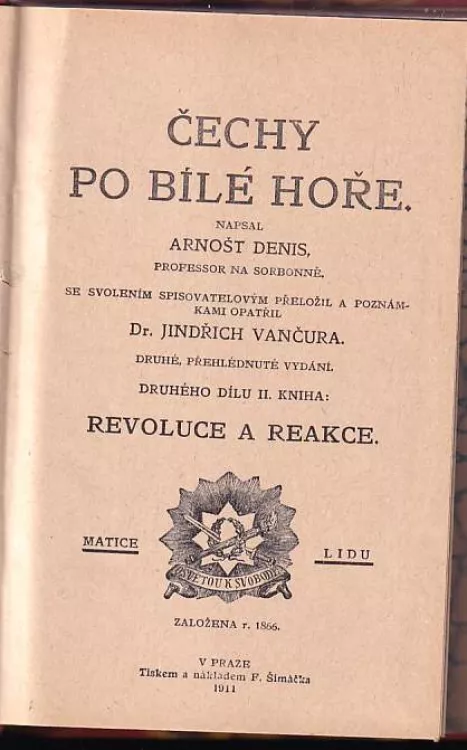 ČECHY
PO BÍLÉ HOŘE.
NAPSAL
ARNOŠT DENIS,
PROFESSOR NA SORBONNĚ.
SE SVOLENÍM SPISOVATELOVÝM PŘELOŽIL A POZNÁM-
KAMI OPATŘIL
Dr. JINDŘICH VANČURA.
DRUHÉ, PŘEHLÉDNUTÉ VYDÁNÍ.
DRUHÉHO DÍLU II. KNIHA:
REVOLUCE A REAKCE.
MATICE LIDU
OSVĚTOU K SVOBODĚ
ZALOŽENA r. 1866.
V PRAZE
Tiskem a nákladem F. Šimáčka
1911